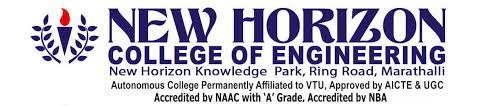 NEW HORIZON
COLLEGE OF ENGINEERING
New Horizon Knowledge Park, Ring Road, Marathalli
Autonomous College Permanently Affiliated to VTU, Approved by AICTE & UGC
Accredited by NAAC with 'A' Grade, Accredited by NBA